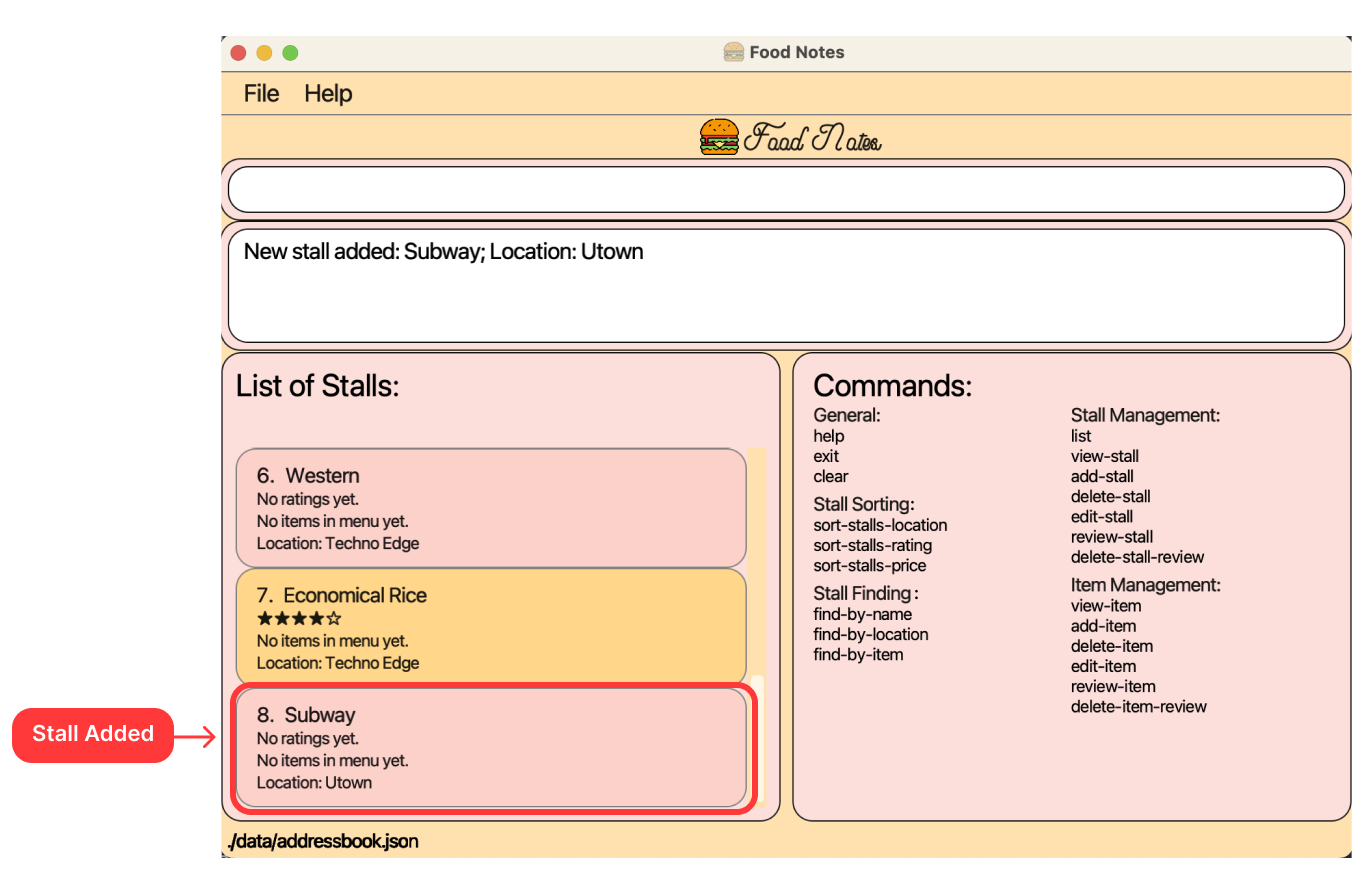 Food Notes
File Help
Food Notes
New stall added: Subway; Location: Utown
List of Stalls:
6. Western
No ratings yet.
No items in menu yet.
Location: Techno Edge
7. Economical Rice
★★★★☆
No items in menu yet.
Location: Techno Edge
Stall Added
8. Subway
No ratings yet.
No items in menu yet.
Location: Utown
Commands:
General:
help
exit
clear
Stall Sorting:
sort-stalls-location
sort-stalls-rating
sort-stalls-price
Stall Finding :
find-by-name
find-by-location
find-by-item
Stall Management:
list
view-stall
add-stall
delete-stall
edit-stall
review-stall
delete-stall-review
Item Management:
view-item
add-item
delete-item
edit-item
review-item
delete-item-review
./data/addressbook.json